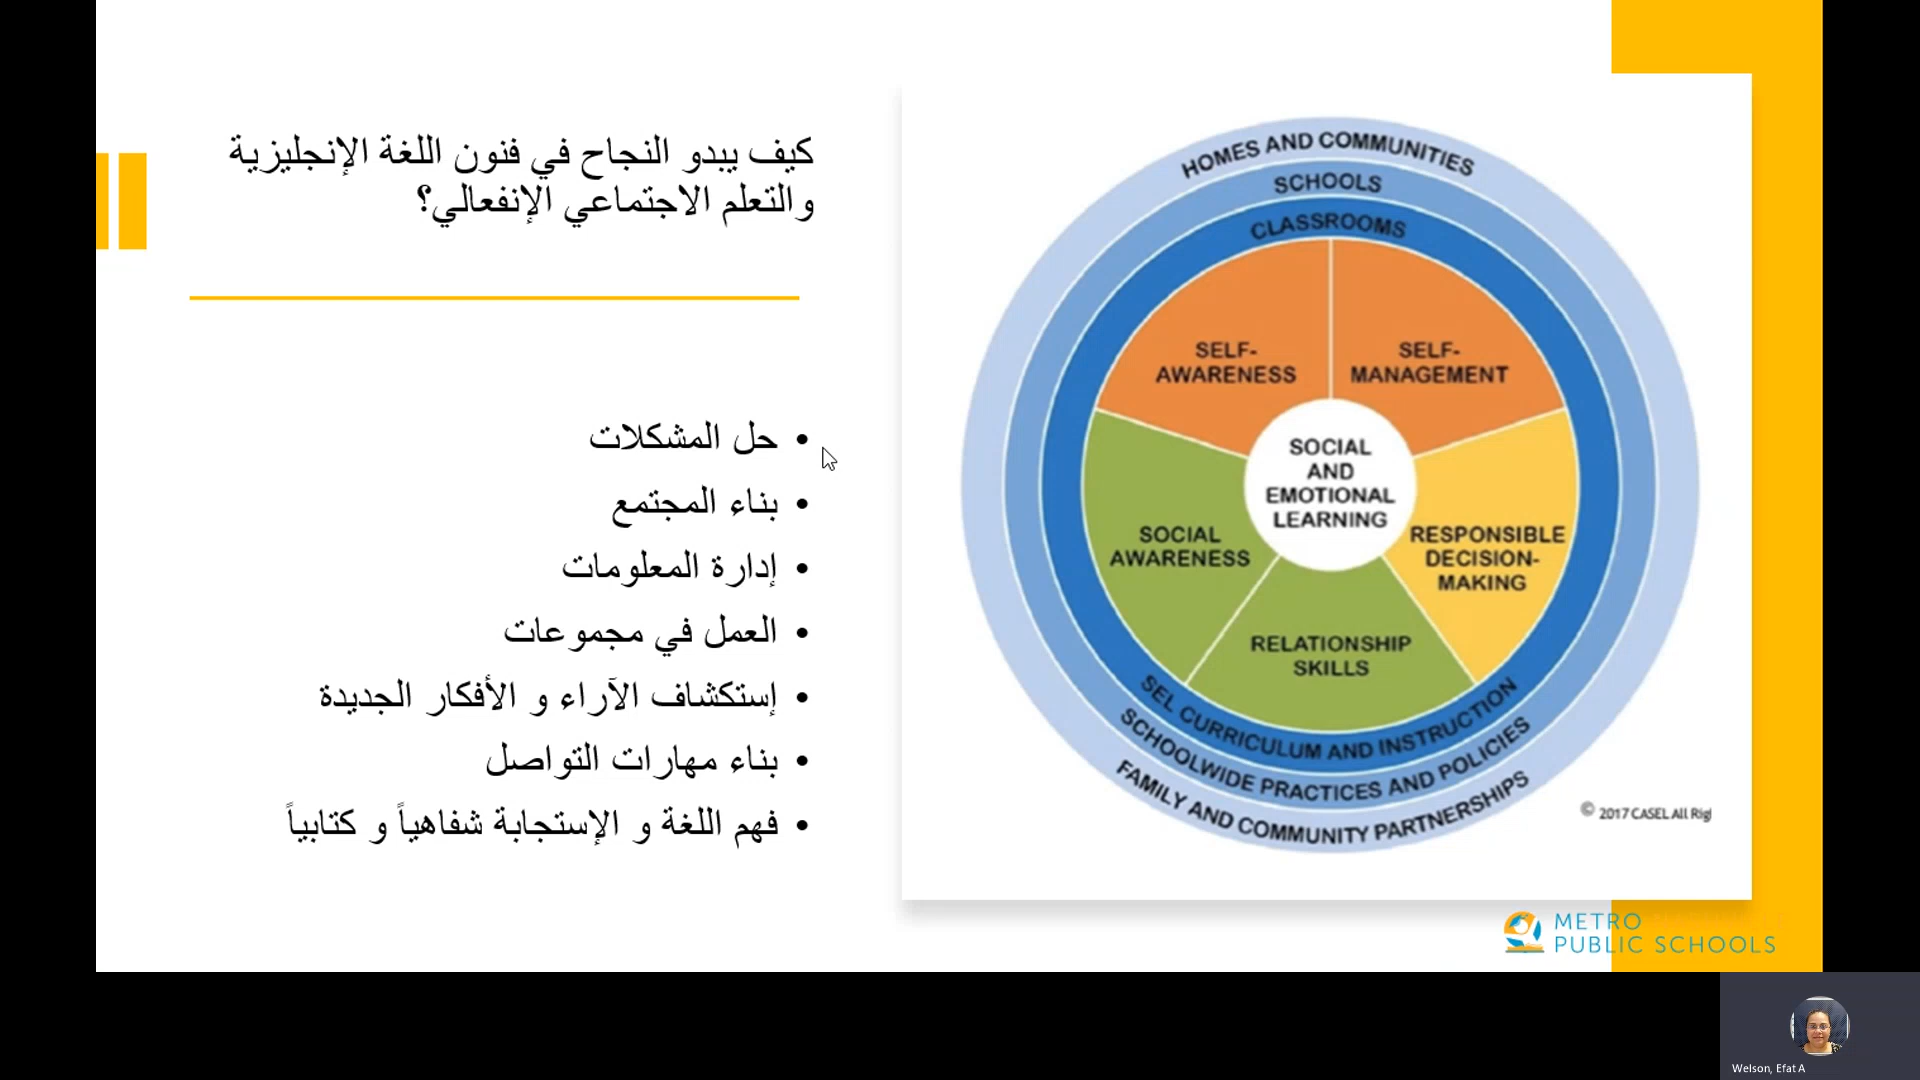 كيف يبدو النجاح في فنون اللغة الإنجليزية
والتعلم الاجتماعي الإنفعالي؟
• حل المشكلات
• بناء المجتمع
• إدارة المعلومات
• العمل في مجموعات
• إستكشاف الآراء و الأفكار الجديدة
• بناء مهارات التواصل
• فهم اللغة و الإستجابة شفاهياً و كتابياً
HOMES AND COMMUNITIES
SCHOOLS
CLASSROOMS
SELF-
AWARENESS
SELF-
MANAGEMENT
SOCIAL
AND
EMOTIONAL
LEARNING
SOCIAL
AWARENESS
RESPONSIBLE
DECISION-
MAKING
RELATIONSHIP
SKILLS
SEL CURRICULUM AND INSTRUCTION
SCHOOLWIDE PRACTICES AND POLICIES
FAMILY AND COMMUNITY PARTNERSHIPS
© 2017 CASEL All Rig
METRO
PUBLIC SCHOOLS
Welson, Efat A